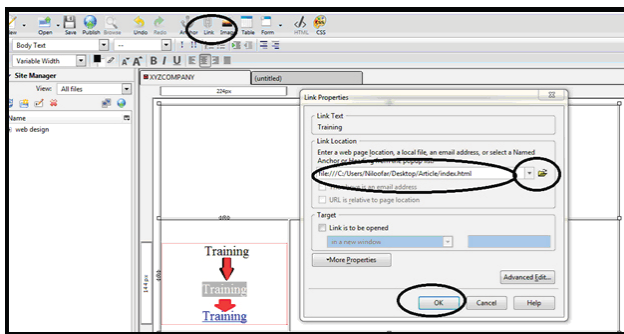 Open Save Publish Browse Undo Redo Anchor Link Image Table Form HTML CSS
Body Text
Variable Width B I U
Site Manager
XYZCOMPANY (untitled)
View: All files
224px
Name
web design
Link Properties
Link Text
Training
Link Location
Enter a web page location, a local file, an email address, or select a Named
Anchor or Heading from the popup
file:///C:/Users/Niloofar/Desktop/Article/index.html
is an email address
URL is relative to page location
Target
Link is to be opened
in a new window
More Properties
Advanced Edit...
OK Cancel Help
Training
Training
Training
144 px